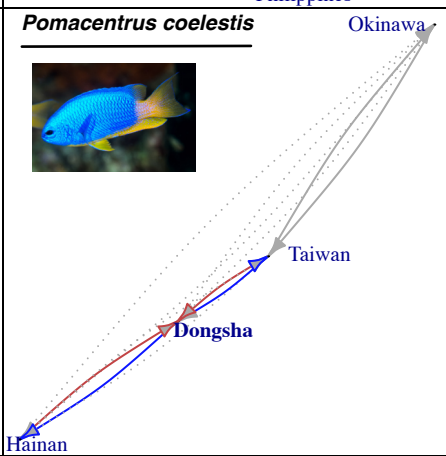 Pomacentrus coelestis
Okinawa
Taiwan
Dongsha
Hainan